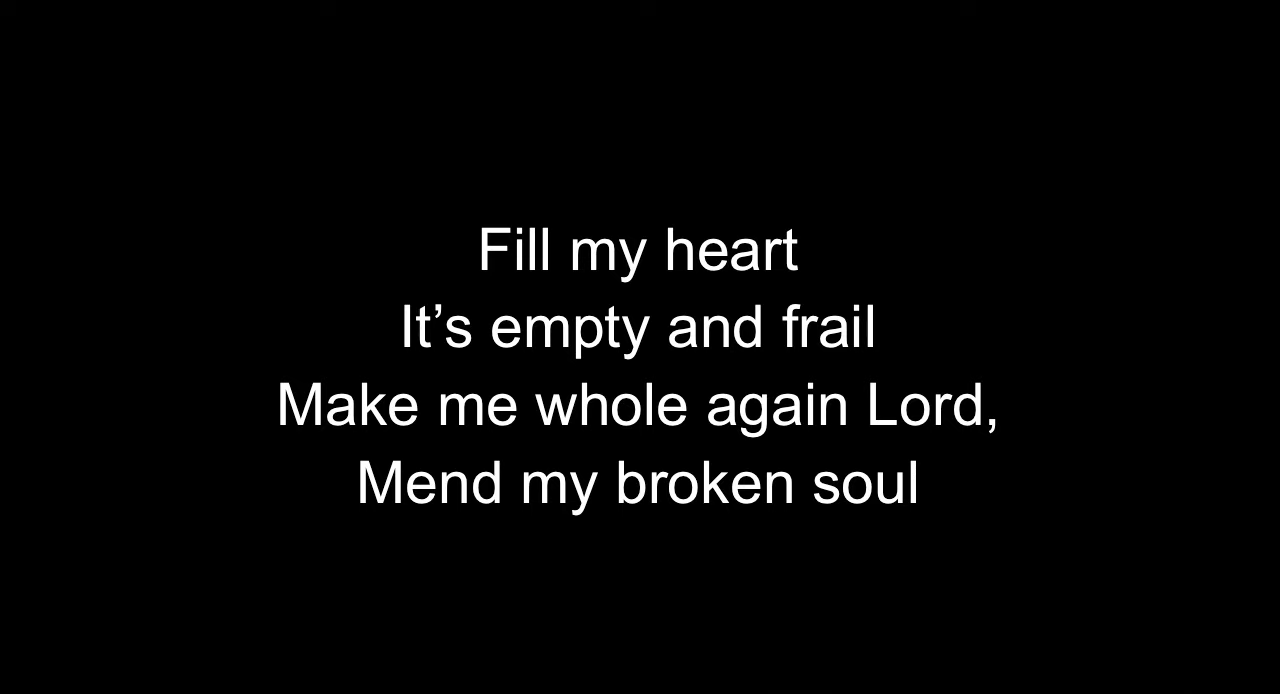 Fill my heart
It’s empty and frail
Make me whole again Lord,
Mend my broken soul